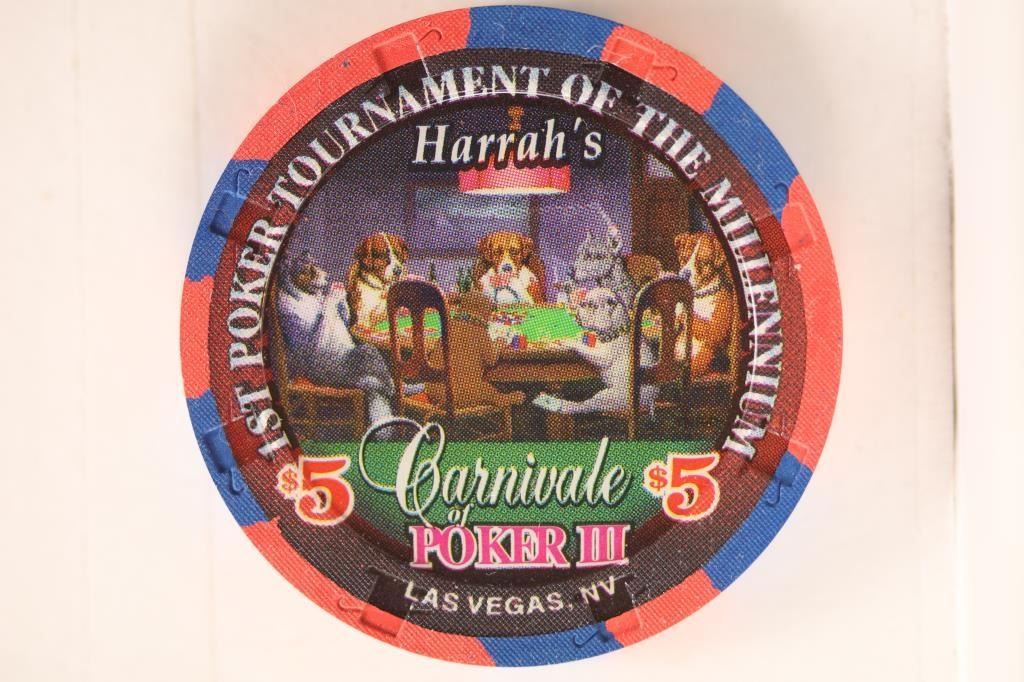 1ST POKER TOURNAMENT OF THE MILLENNIUM
Harrah's
$5
Carnivale
of
POKER III
$5
LAS VEGAS, NV